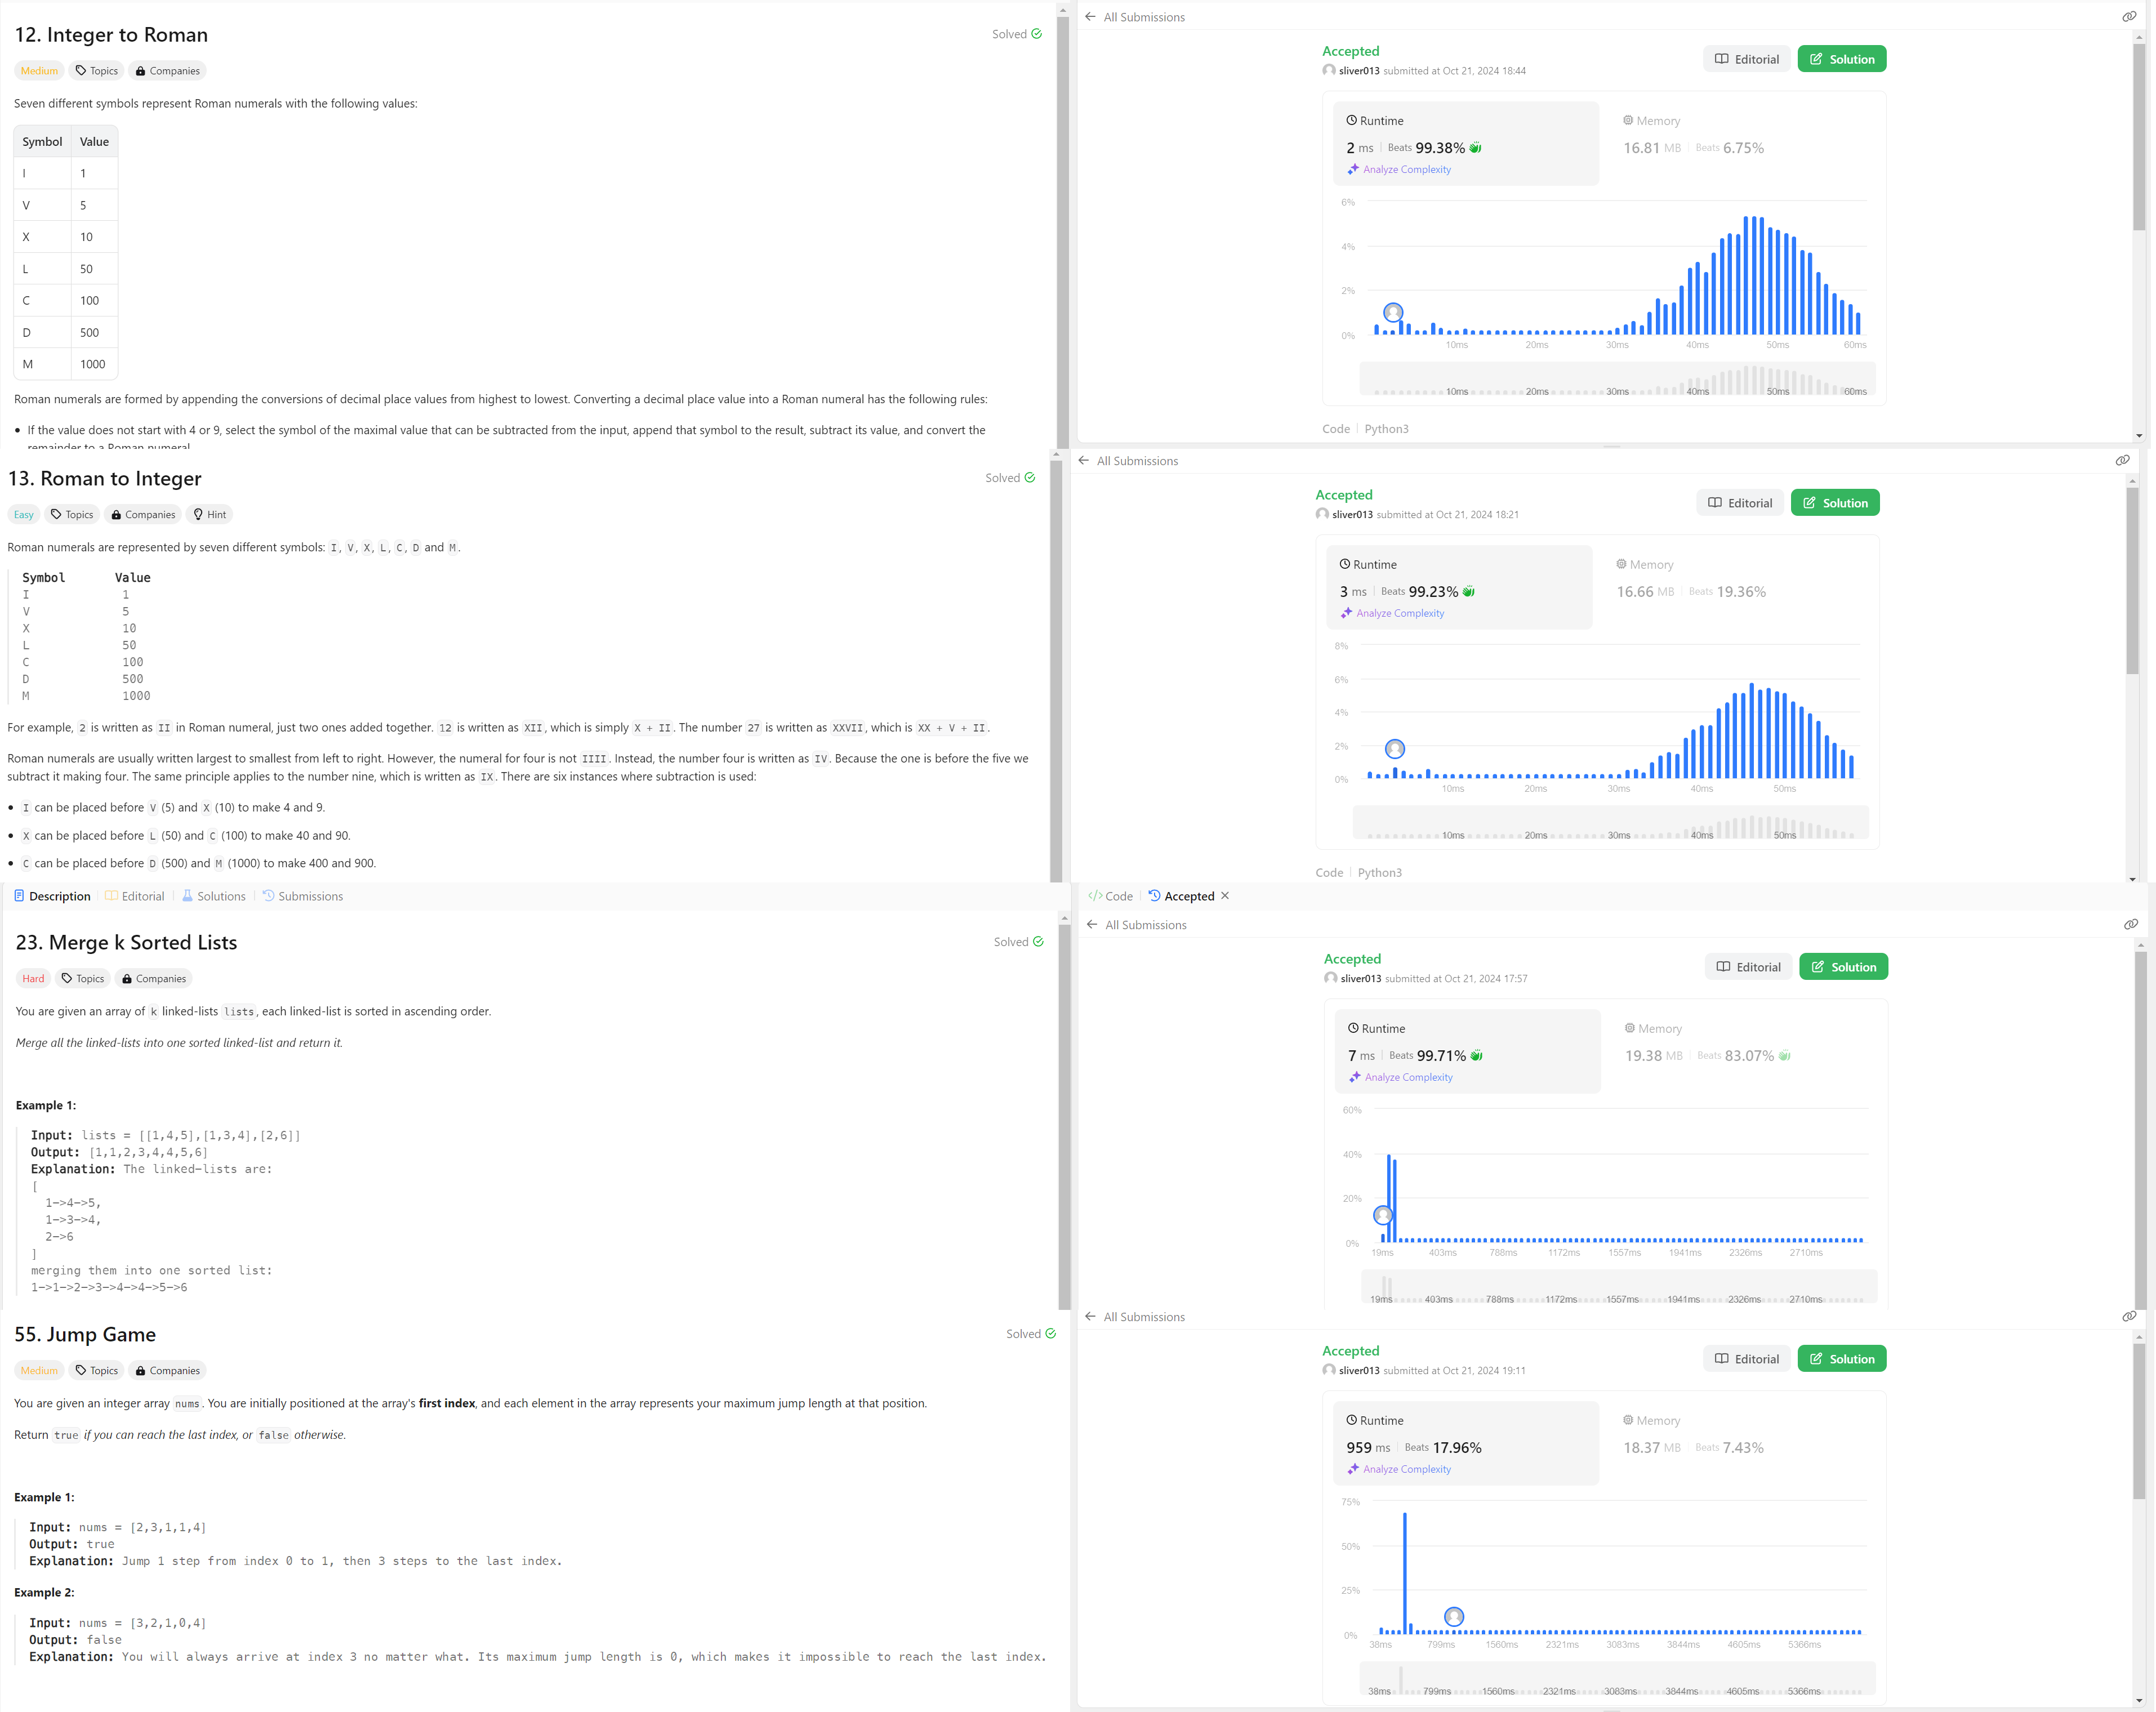 12. Integer to Roman
Solved
Medium Topics Companies
Seven different symbols represent Roman numerals with the following values:
Symbol Value
I 1
V 5
X 10
L 50
C 100
D 500
M 1000
Roman numerals are formed by appending the conversions of decimal place values from highest to lowest. Converting a decimal place value into a Roman numeral has the following rules:
• If the value does not start with 4 or 9, select the symbol of the maximal value that can be subtracted from the input, append that symbol to the result, subtract its value, and convert the
remainder to a Roman numeral
All Submissions
Accepted
sliver013 submitted at Oct 21, 2024 18:44
Editorial
Solution
Runtime
2 ms | Beats 99.38%
Analyze Complexity
Memory
16.81 MB | Beats 6.75%
6%
4%
2%
0%
10ms 20ms 30ms 40ms 50ms 60ms
10ms 20ms 30ms 40ms 50ms 60ms
Code | Python3
13. Roman to Integer
Solved
Easy Topics Companies Hint
Roman numerals are represented by seven different symbols: I, V, X, L, C, D and M.
Symbol Value
I 1
V 5
X 10
L 50
C 100
D 500
M 1000
For example, 2 is written as II in Roman numeral, just two ones added together. 12 is written as XII, which is simply X + II. The number 27 is written as XXVII, which is XX + V + II.
Roman numerals are usually written largest to smallest from left to right. However, the numeral for four is not IIII. Instead, the number four is written as IV. Because the one is before the five we
subtract it making four. The same principle applies to the number nine, which is written as IX. There are six instances where subtraction is used:
• I can be placed before V (5) and X (10) to make 4 and 9.
• X can be placed before L (50) and C (100) to make 40 and 90.
• C can be placed before D (500) and M (1000) to make 400 and 900.
All Submissions
Accepted
sliver013 submitted at Oct 21, 2024 18:21
Editorial
Solution
Runtime
3 ms | Beats 99.23%
Analyze Complexity
Memory
16.66 MB | Beats 19.36%
8%
6%
4%
2%
0%
10ms 20ms 30ms 40ms 50ms
10ms 20ms 30ms 40ms 50ms
Code | Python3
Description | Editorial | Solutions | Submissions
23. Merge k Sorted Lists
Solved
Hard Topics Companies
You are given an array of k linked-lists lists, each linked-list is sorted in ascending order.
Merge all the linked-lists into one sorted linked-list and return it.
Example 1:
Input: lists = [[1,4,5],[1,3,4],[2,6]]
Output: [1,1,2,3,4,4,5,6]
Explanation: The linked-lists are:
[
1->4->5,
1->3->4,
2->6
]
merging them into one sorted list:
1->1->2->3->4->4->5->6
</> Code | Accepted ×
All Submissions
Accepted
sliver013 submitted at Oct 21, 2024 17:57
Editorial
Solution
Runtime
7 ms | Beats 99.71%
Analyze Complexity
Memory
19.38 MB | Beats 83.07%
60%
40%
20%
0%
19ms 403ms 788ms 1172ms 1557ms 1941ms 2326ms 2710ms
19ms 403ms 788ms 1172ms 1557ms 1941ms 2326ms 2710ms
55. Jump Game
Solved
Medium Topics Companies
You are given an integer array nums. You are initially positioned at the array's first index, and each element in the array represents your maximum jump length at that position.
Return true if you can reach the last index, or false otherwise.
Example 1:
Input: nums = [2,3,1,1,4]
Output: true
Explanation: Jump 1 step from index 0 to 1, then 3 steps to the last index.
Example 2:
Input: nums = [3,2,1,0,4]
Output: false
Explanation: You will always arrive at index 3 no matter what. Its maximum jump length is 0, which makes it impossible to reach the last index.
All Submissions
Accepted
sliver013 submitted at Oct 21, 2024 19:11
Editorial
Solution
Runtime
959 ms | Beats 17.96%
Analyze Complexity
Memory
18.37 MB | Beats 7.43%
75%
50%
25%
0%
38ms 799ms 1560ms 2321ms 3083ms 3844ms 4605ms 5366ms
38ms 799ms 1560ms 2321ms 3083ms 3844ms 4605ms 5366ms